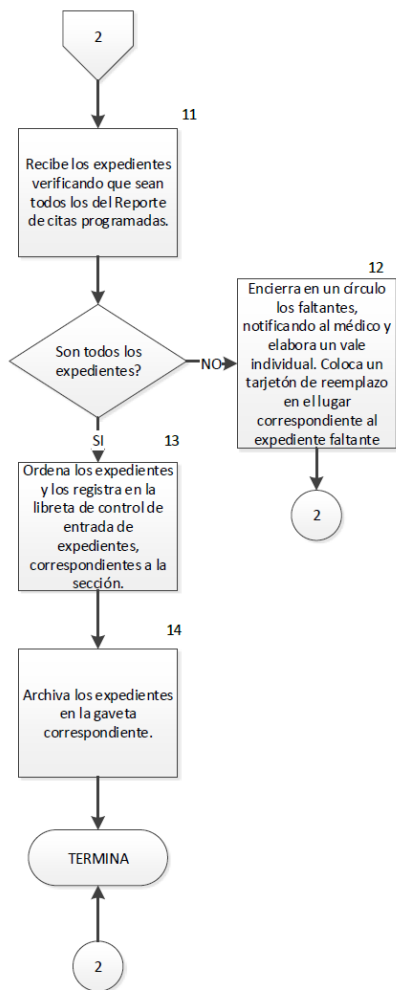 2
11
Recibe los expedientes
verificando que sean
todos los del Reporte
de citas programadas.
Son todos los
expedientes?
NO
12
Encierra en un círculo
los faltantes,
notificando al médico y
elabora un vale
individual. Coloca un
tarjetón de reemplazo
en el lugar
correspondiente al
expediente faltante
2
SI
13
Ordena los expedientes
y los registra en la
libreta de control de
entrada de
expedientes,
correspondientes a la
sección.
14
Archiva los expedientes
en la gaveta
correspondiente.
TERMINA
2